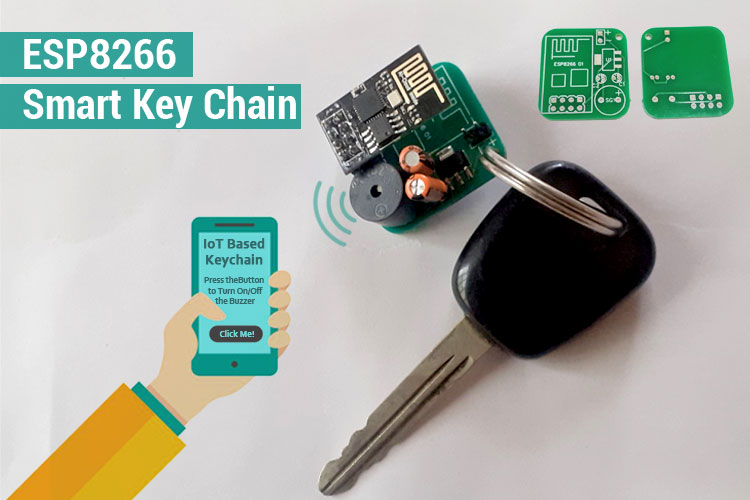 ESP8266
Smart Key Chain
IoT Based
Keychain
Press theButton
to Turn On/Off
the Buzzer
Click Me!
ESP8266 01